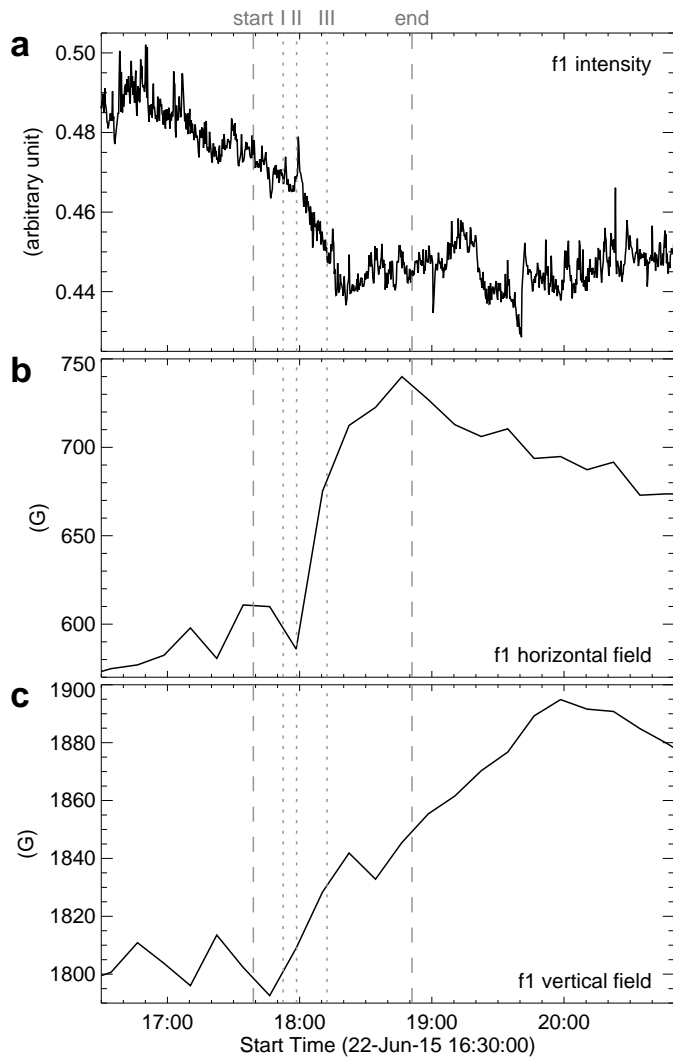 start I II III end
a
f1 intensity
0.50
0.48
0.46
0.44
(arbitrary unit)
b
750
700
650
600
(G)
f1 horizontal field
c
1900
1880
1860
1840
1820
1800
(G)
f1 vertical field
17:00 18:00 19:00 20:00
Start Time (22-Jun-15 16:30:00)